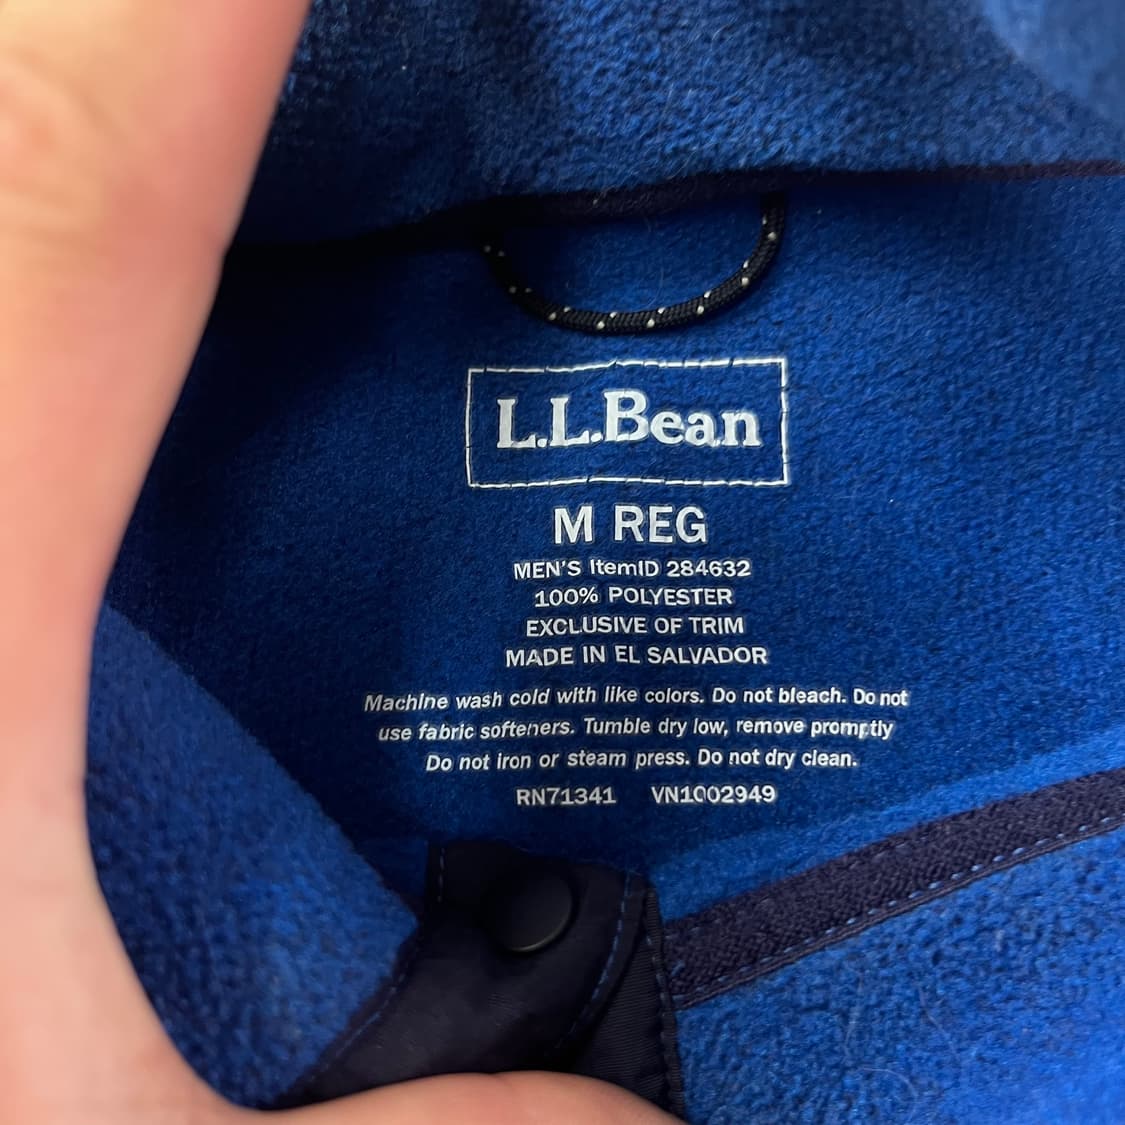 L.L.Bean
M REG
MEN'S ItemID 284632
100% POLYESTER
EXCLUSIVE OF TRIM
MADE IN EL SALVADOR
Machine wash cold with like colors. Do not bleach. Do not
use fabric softeners. Tumble dry low, remove promptly
Do not iron or steam press. Do not dry clean.
RN71341 VN1002949